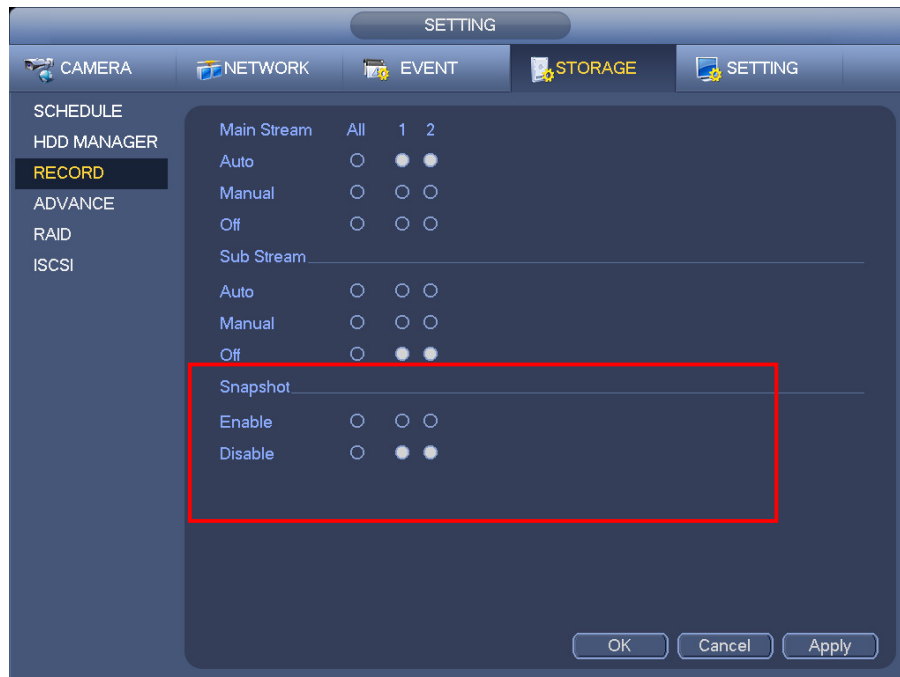 SETTING
CAMERA NETWORK EVENT STORAGE SETTING
SCHEDULE
HDD MANAGER
RECORD
ADVANCE
RAID
ISCSI
Main Stream All 1 2
Auto
Manual
Off
Sub Stream
Auto
Manual
Off
Snapshot
Enable
Disable
OK Cancel Apply